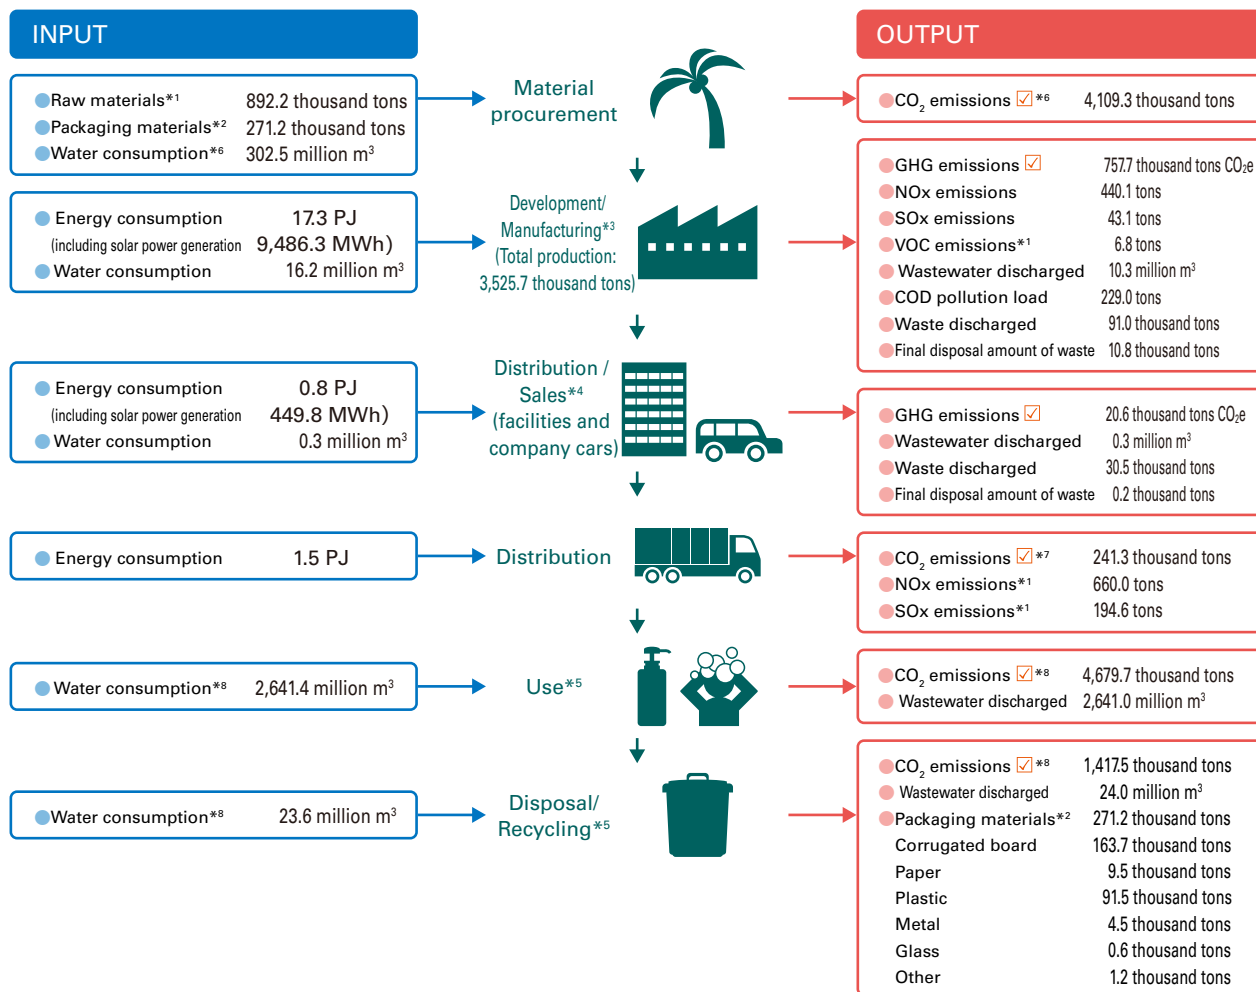 INPUT
OUTPUT
Raw materials*1 892.2 thousand tons
Packaging materials*2 271.2 thousand tons
Water consumption*6 302.5 million m³
Material
procurement
CO₂ emissions ☑ *6 4,109.3 thousand tons
Energy consumption 17.3 PJ
(including solar power generation 9,486.3 MWh)
Water consumption 16.2 million m³
Development/
Manufacturing*3
(Total production:
3,525.7 thousand tons)
GHG emissions ☑ 757.7 thousand tons CO₂e
NOx emissions 440.1 tons
SOx emissions 43.1 tons
VOC emissions*1 6.8 tons
Wastewater discharged 10.3 million m³
COD pollution load 229.0 tons
Waste discharged 91.0 thousand tons
Final disposal amount of waste 10.8 thousand tons
Energy consumption 0.8 PJ
(including solar power generation 449.8 MWh)
Water consumption 0.3 million m³
Distribution /
Sales*4
(facilities and
company cars)
GHG emissions ☑ 20.6 thousand tons CO₂e
Wastewater discharged 0.3 million m³
Waste discharged 30.5 thousand tons
Final disposal amount of waste 0.2 thousand tons
Energy consumption 1.5 PJ
Distribution
CO₂ emissions ☑ *7 241.3 thousand tons
NOx emissions*1 660.0 tons
SOx emissions*1 194.6 tons
Water consumption*8 2,641.4 million m³
Use*5
CO₂ emissions ☑ *8 4,679.7 thousand tons
Wastewater discharged 2,641.0 million m³
Water consumption*8 23.6 million m³
Disposal/
Recycling*5
CO₂ emissions ☑ *8 1,417.5 thousand tons
Wastewater discharged 24.0 million m³
Packaging materials*2 271.2 thousand tons
Corrugated board 163.7 thousand tons
Paper 9.5 thousand tons
Plastic 91.5 thousand tons
Metal 4.5 thousand tons
Glass 0.6 thousand tons
Other 1.2 thousand tons